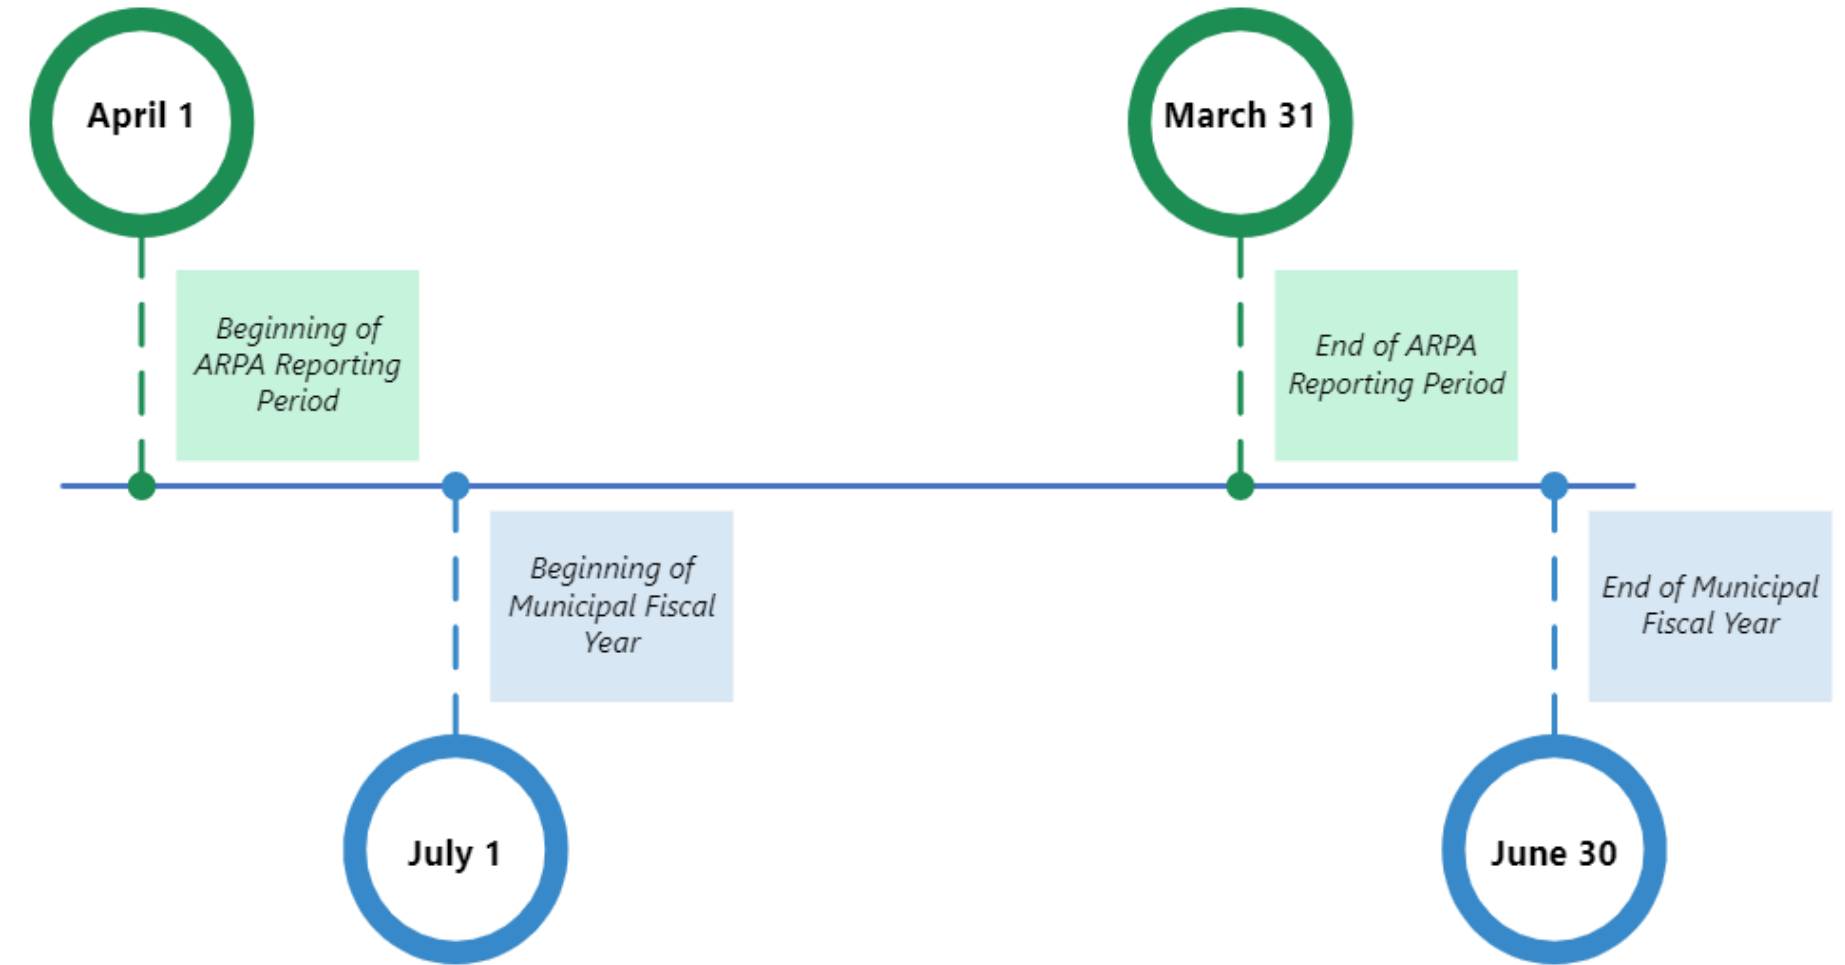 April 1
March 31
Beginning of
ARPA Reporting
Period
End of ARPA
Reporting Period
Beginning of
Municipal Fiscal
Year
End of Municipal
Fiscal Year
July 1
June 30